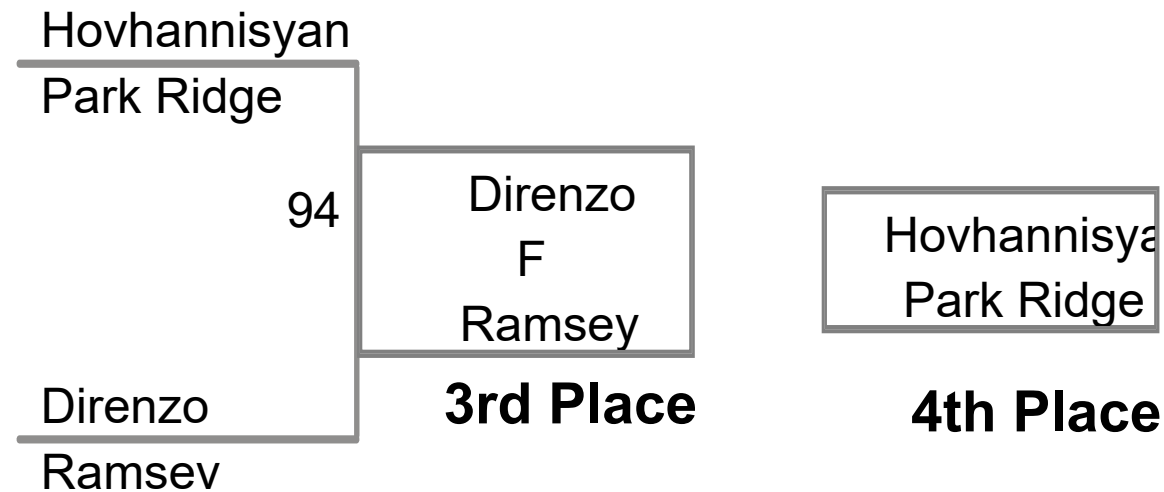 Hovhannisyan
Park Ridge
94
Direnzo
F
Ramsey
3rd Place
Direnzo
Ramsey
Hovhannisya
Park Ridge
4th Place